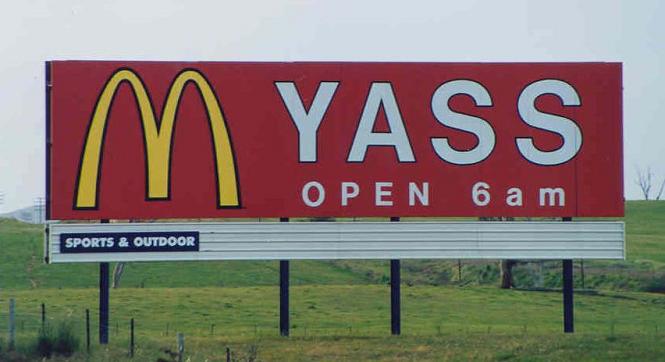 YASS
OPEN 6am
SPORTS & OUTDOOR